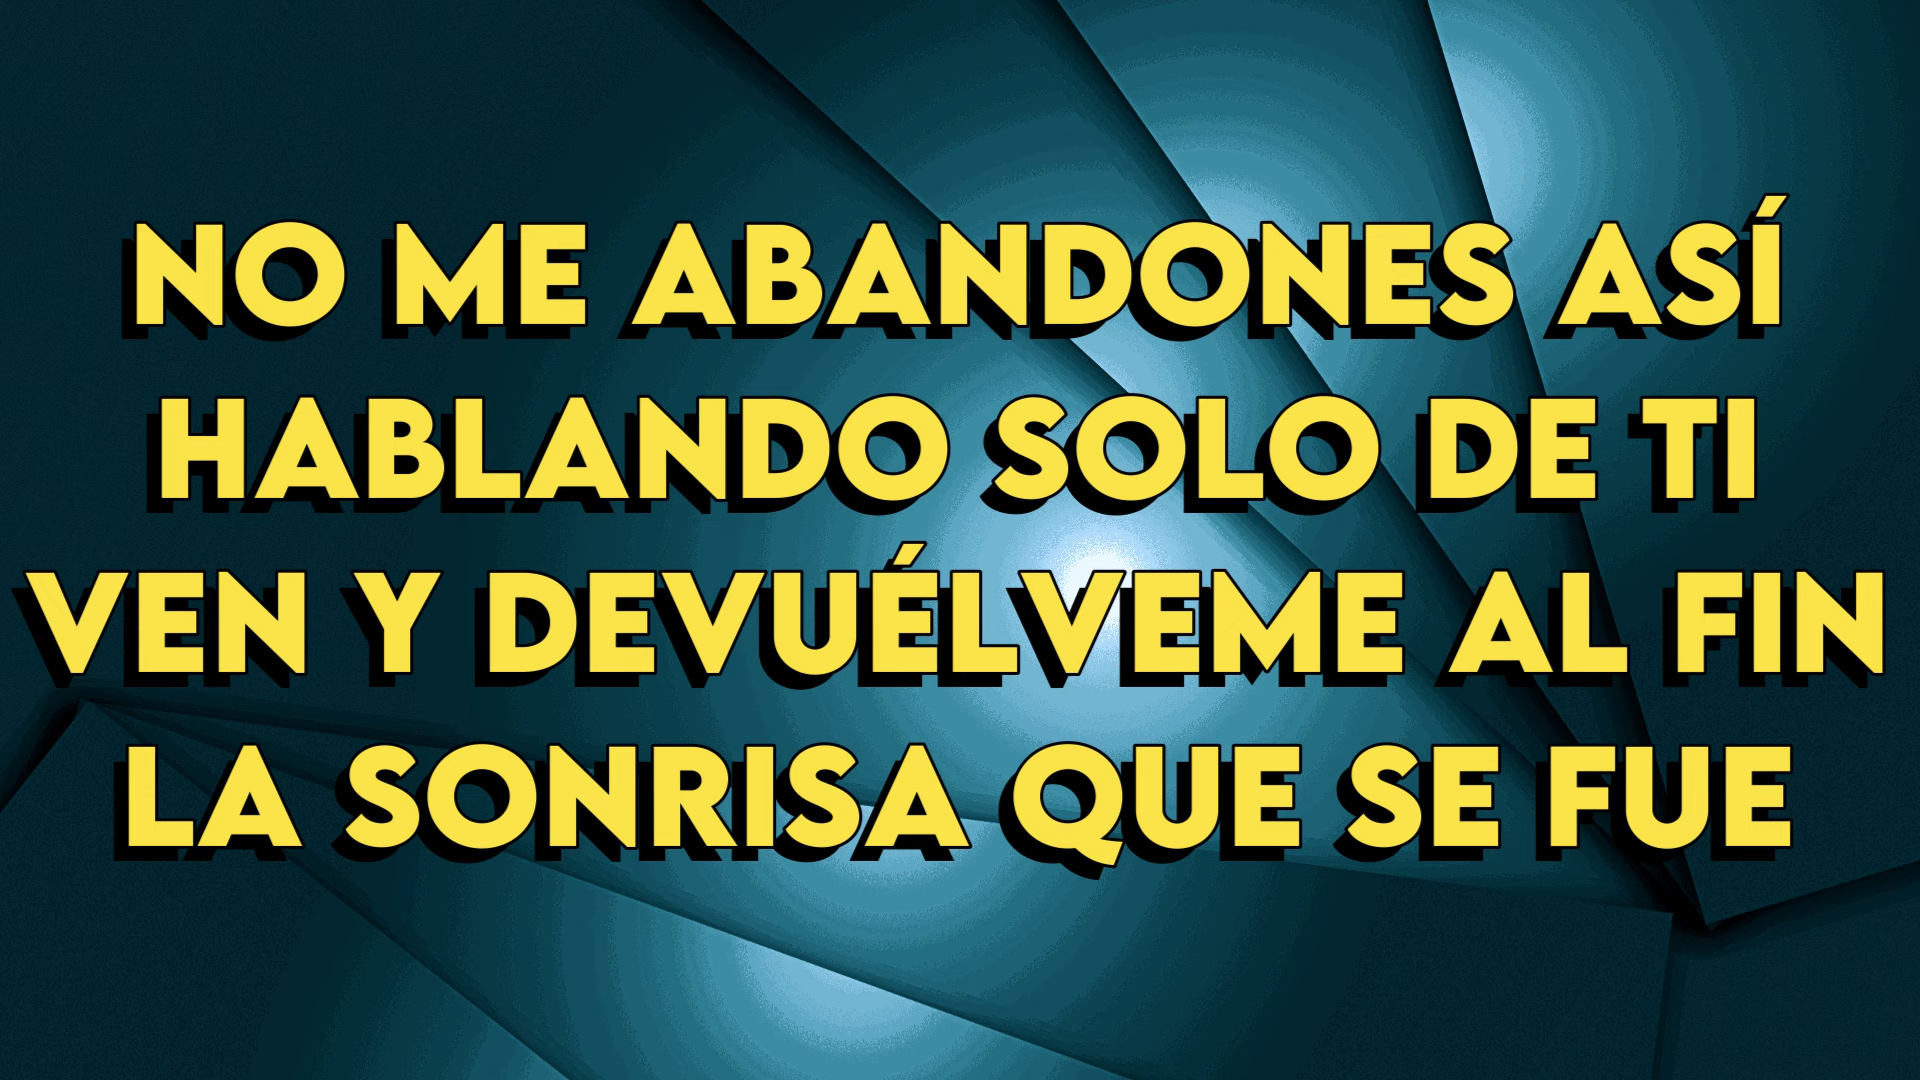 NO ME ABANDONES ASÍ
HABLANDO SOLO DE TI
VEN Y DEVUÉLVEME AL FIN
LA SONRISA QUE SE FUE